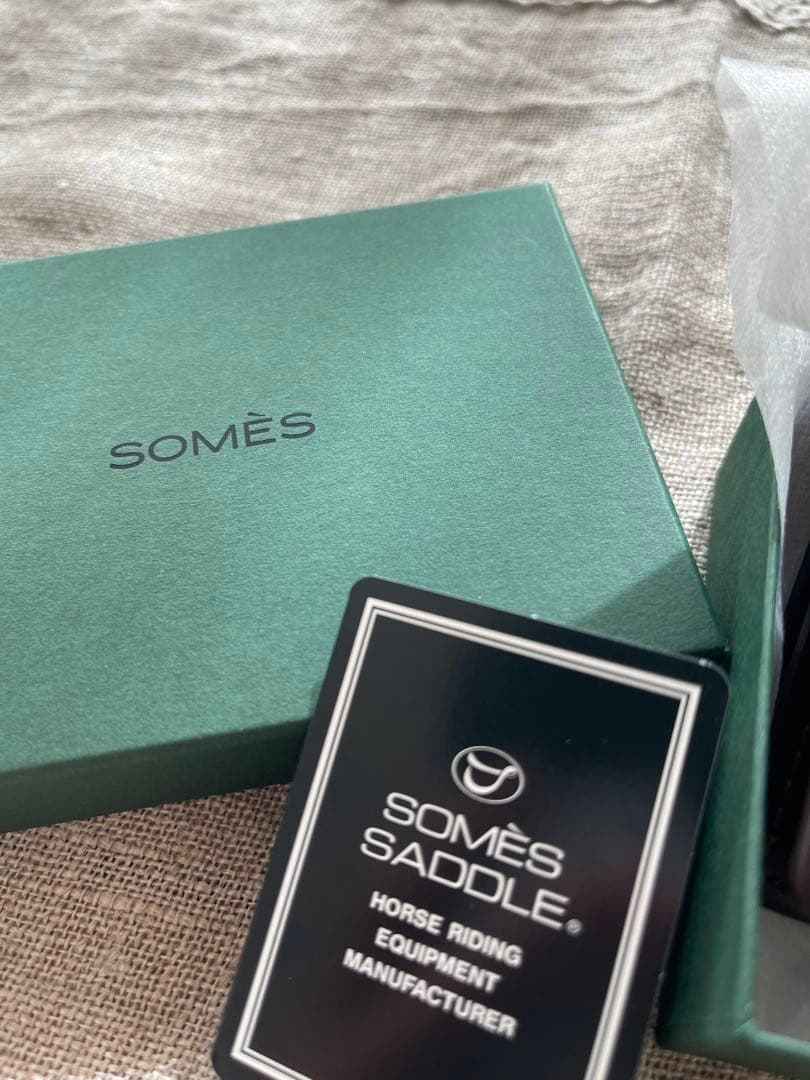 SOMÈS
SOMÈS
SADDLE®
HORSE RIDING
EQUIPMENT
MANUFACTURER